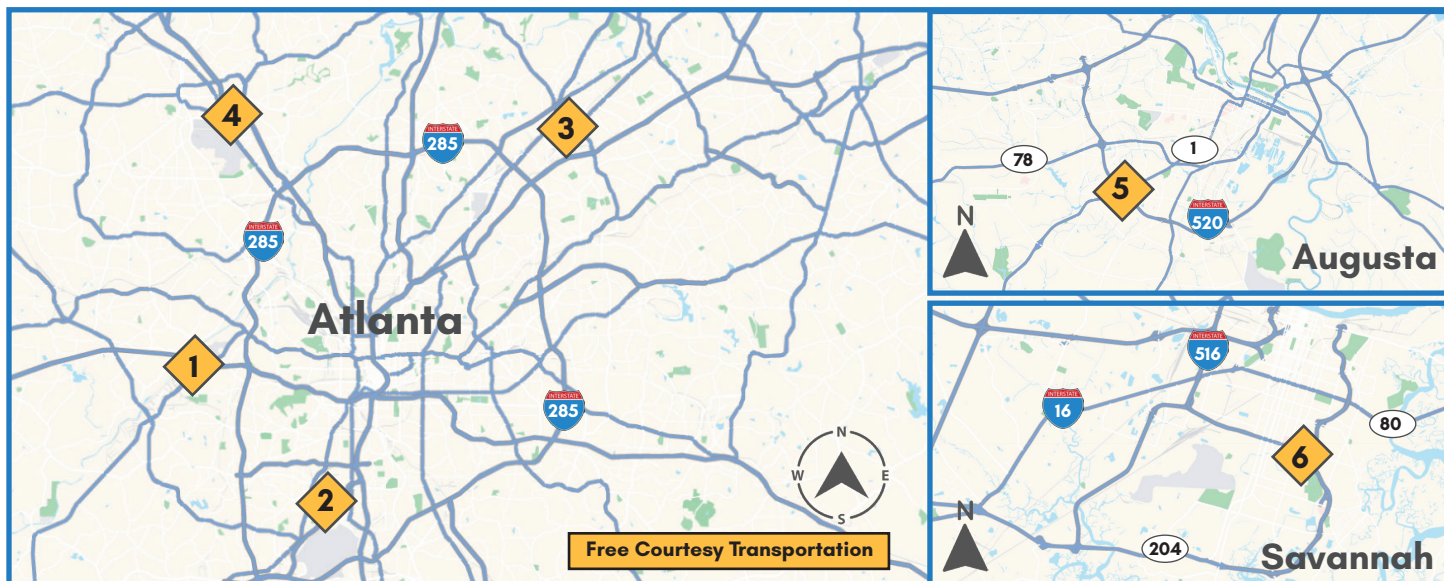 4
3
INTERSTATE
285
INTERSTATE
285
Atlanta
1
INTERSTATE
285
2
N
W
E
S
Free Courtesy Transportation
78
1
5
INTERSTATE
520
N
Augusta
INTERSTATE
516
INTERSTATE
16
80
6
N
204
Savannah